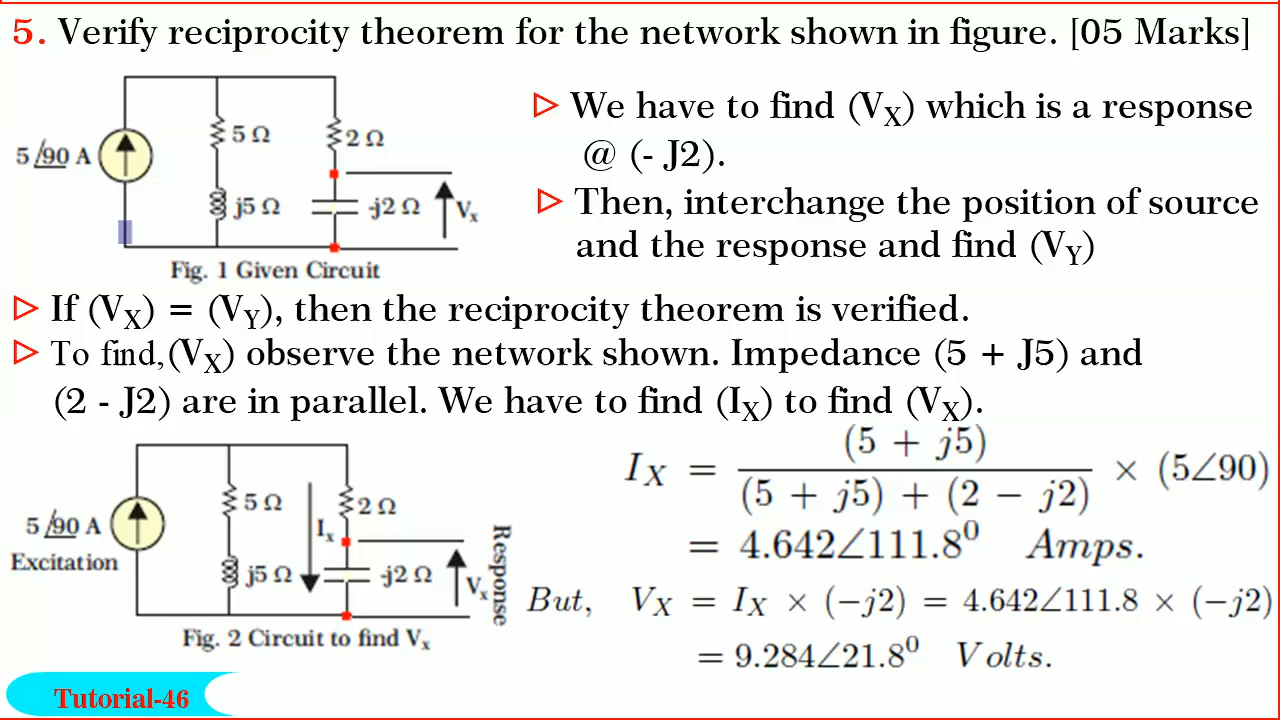 5. Verify reciprocity theorem for the network shown in figure. [05 Marks]
5 /90 A
5 Ω
2 Ω
j5 Ω
-j2 Ω
Vx
Fig. 1 Given Circuit
▷ We have to find (VX) which is a response
@ (- J2).
▷ Then, interchange the position of source
and the response and find (VY)
▷ If (VX) = (VY), then the reciprocity theorem is verified.
▷ To find,(VX) observe the network shown. Impedance (5 + J5) and
(2 - J2) are in parallel. We have to find (IX) to find (VX).
5 /90 A
Excitation
5 Ω
2 Ω
Ix
j5 Ω
-j2 Ω
Vx
Response
Fig. 2 Circuit to find Vx
IX = (5 + j5) / (5 + j5) + (2 − j2) × (5∠90)
= 4.642∠111.8⁰ Amps.
But, VX = IX × (−j2) = 4.642∠111.8 × (−j2)
= 9.284∠21.8⁰ Volts.
Tutorial-46